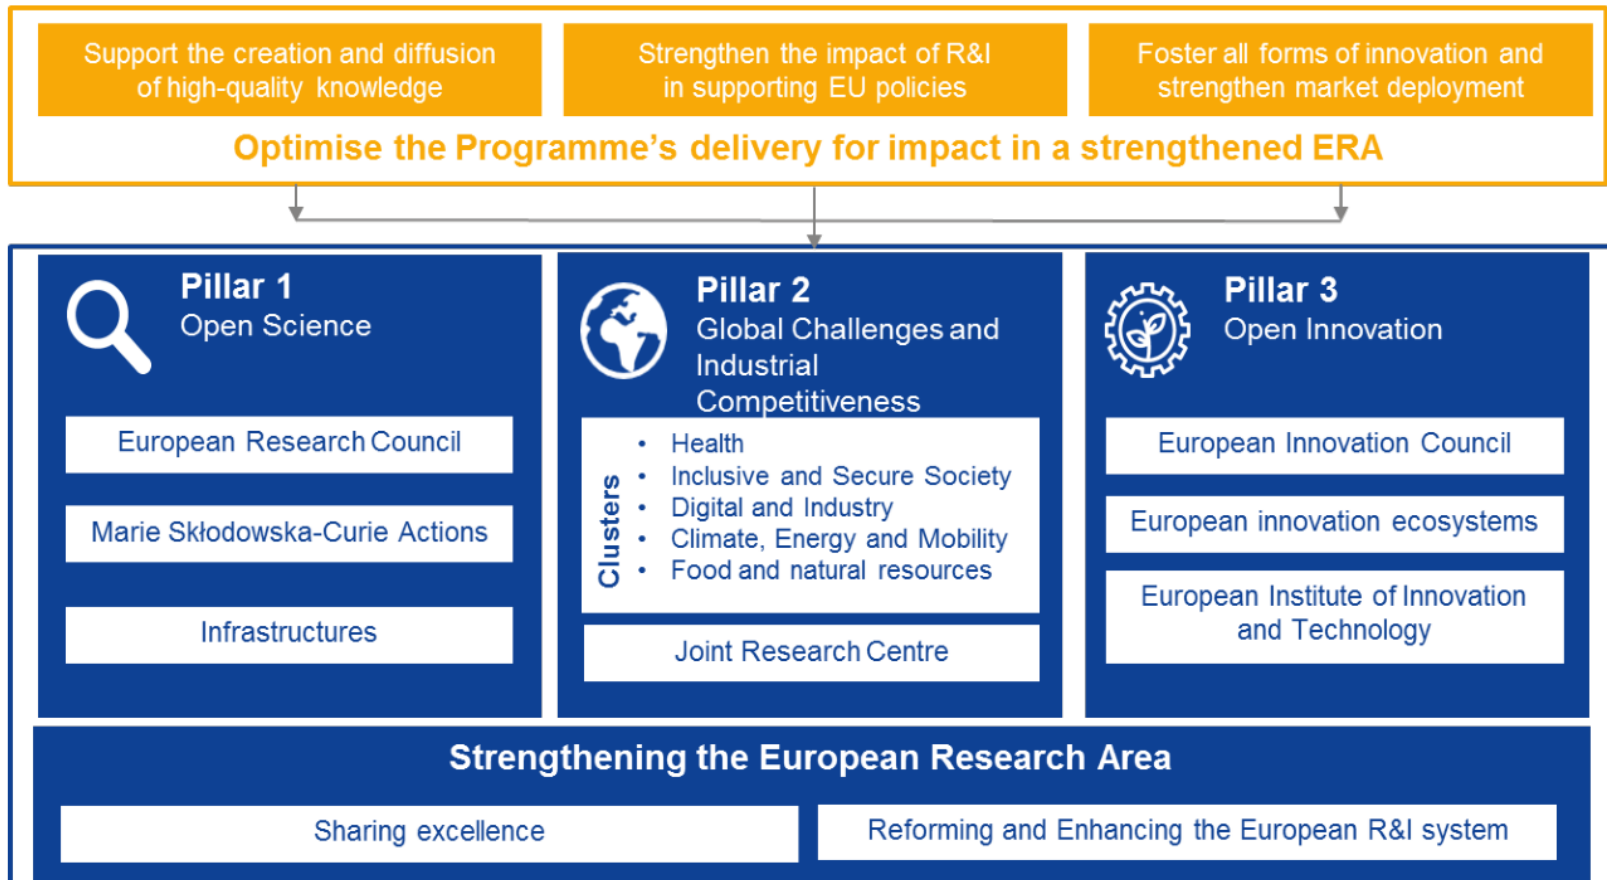 Support the creation and diffusion
of high-quality knowledge
Strengthen the impact of R&I
in supporting EU policies
Foster all forms of innovation and
strengthen market deployment
Optimise the Programme's delivery for impact in a strengthened ERA
Pillar 1
Open Science
European Research Council
Marie Skłodowska-Curie Actions
Infrastructures
Pillar 2
Global Challenges and
Industrial
Competitiveness
Clusters
• Health
• Inclusive and Secure Society
• Digital and Industry
• Climate, Energy and Mobility
• Food and natural resources
Joint Research Centre
Pillar 3
Open Innovation
European Innovation Council
European innovation ecosystems
European Institute of Innovation
and Technology
Strengthening the European Research Area
Sharing excellence
Reforming and Enhancing the European R&I system